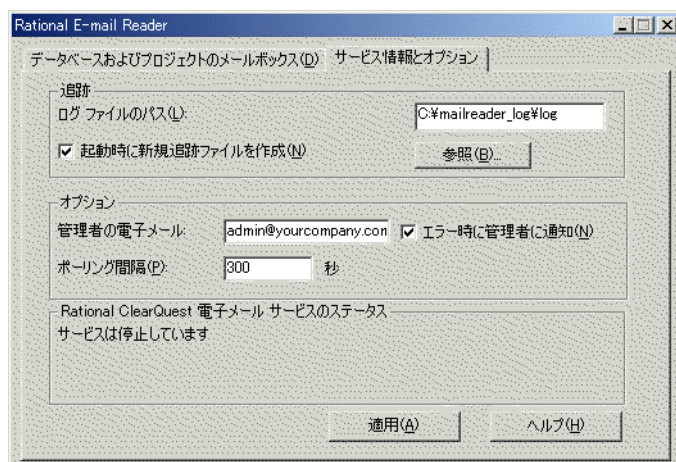 Rational E-mail Reader
データベースおよびプロジェクトのメールボックス(D) サービス情報とオプション
追跡
ログ ファイルのパス(L): C:¥mailreader_log¥log
起動時に新規追跡ファイルを作成(N) 参照(B)...
オプション
管理者の電子メール: admin@yourcompany.con エラー時に管理者に通知(N)
ポーリング間隔(P): 300 秒
Rational ClearQuest 電子メール サービスのステータス
サービスは停止しています
適用(A) ヘルプ(H)